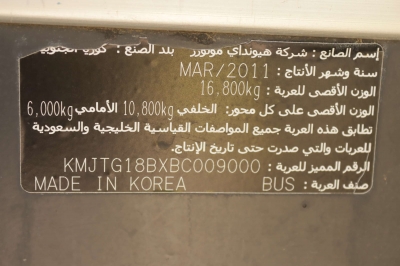 إسم الصانع : شركة هيونداي موتورز بلد الصنع : كوريا الجنوبية
سنة وشهر الأنتاج : MAR/2011
الوزن الأقصى للعربة : 16,800kg
الوزن الأقصى على كل محور: الخلفي 10,800kg الأمامي 6,000kg
تطابق هذه العربة جميع المواصفات القياسية الخليجية والسعودية
للعربات والتي صدرت حتى تاريخ الإنتاج.
الرقم المميز للعربة : KMJTG18BXBC009000
صنف العربة : BUS MADE IN KOREA